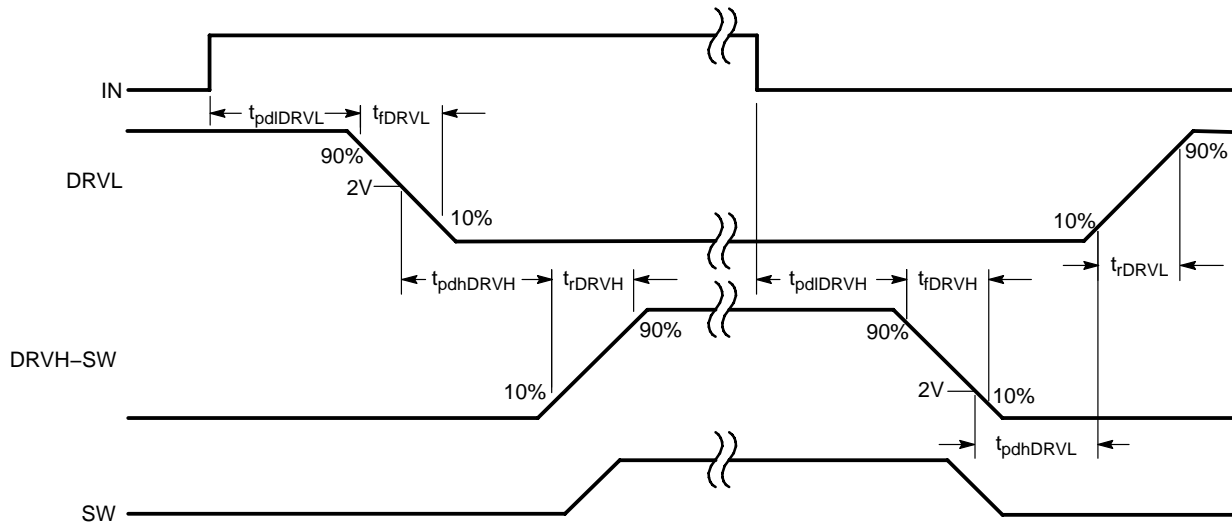 IN
tpdlDRVL
tfDRVL
90%
90%
DRVL
2V
10%
10%
tpdhDRVH
trDRVH
tpdlDRVH
tfDRVH
trDRVL
90%
90%
DRVH–SW
10%
2V
10%
tpdhDRVL
SW